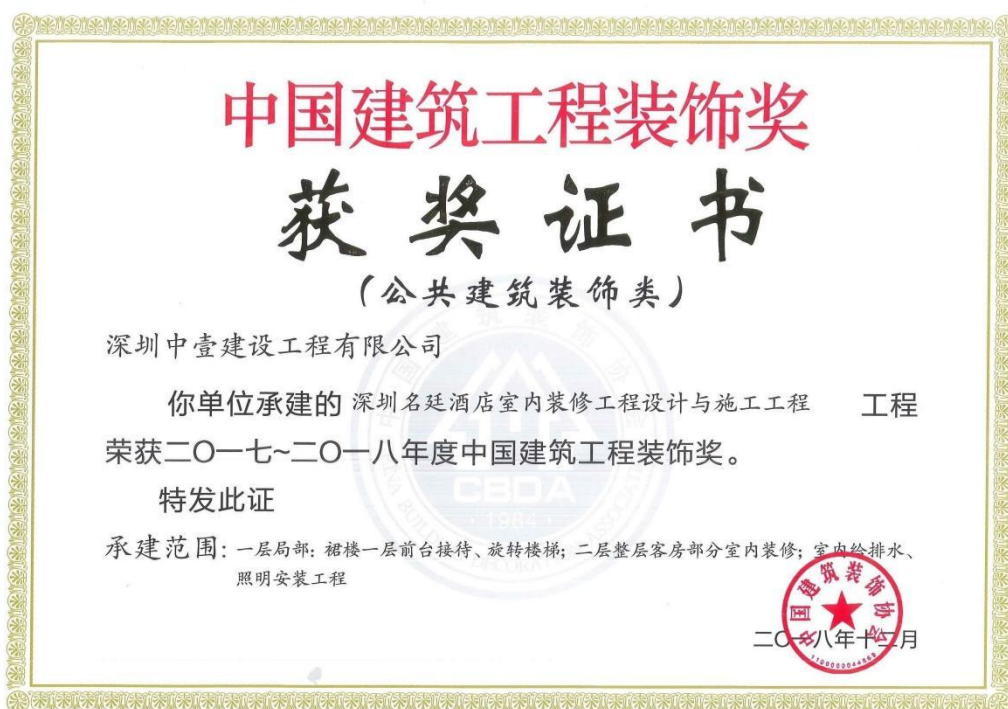 中国建筑工程装饰奖
获奖证书
(公共建筑装饰类)
深圳中壹建设工程有限公司
你单位承建的 深圳名廷酒店室内装修工程设计与施工工程 工程
荣获二〇一七~二〇一八年度中国建筑工程装饰奖。
特发此证
承建范围: 一层局部: 裙楼一层前台接待、旋转楼梯; 二层整层客房部分室内装修; 室内给排水、
照明安装工程
二〇一八年十二月
中国建筑装饰协会
CBDA
·1984·